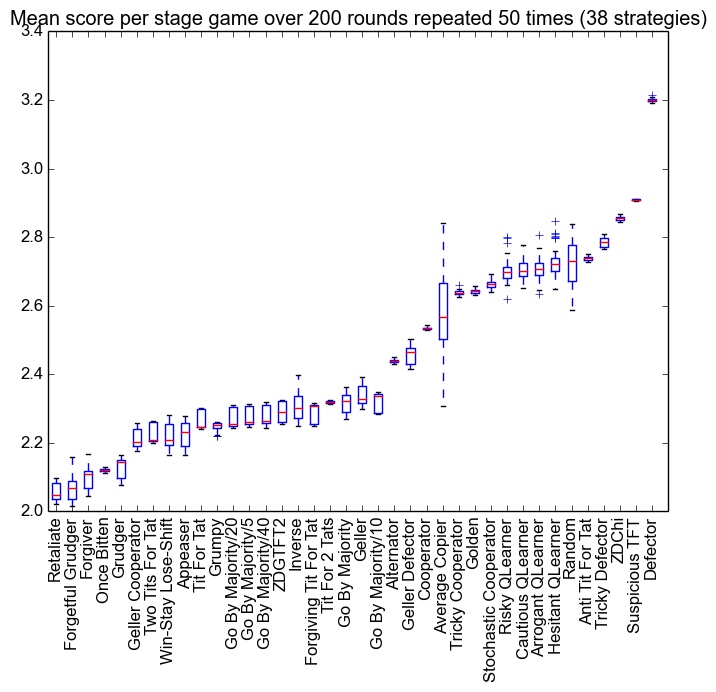 Mean score per stage game over 200 rounds repeated 50 times (38 strategies)
3.4
3.2
3.0
2.8
2.6
2.4
2.2
2.0
Retaliate
Forgetful Grudger
Forgiver
Once Bitten
Grudger
Geller Cooperator
Two Tits For Tat
Win-Stay Lose-Shift
Appeaser
Tit For Tat
Grumpy
Go By Majority/20
Go By Majority/5
Go By Majority/40
ZDGTFT2
Inverse
Forgiving Tit For Tat
Tit For 2 Tats
Go By Majority
Geller
Go By Majority/10
Alternator
Geller Defector
Cooperator
Average Copier
Tricky Cooperator
Golden
Stochastic Cooperator
Risky QLearner
Cautious QLearner
Arrogant QLearner
Hesitant QLearner
Random
Anti Tit For Tat
Tricky Defector
ZDChi
Suspicious TFT
Defector